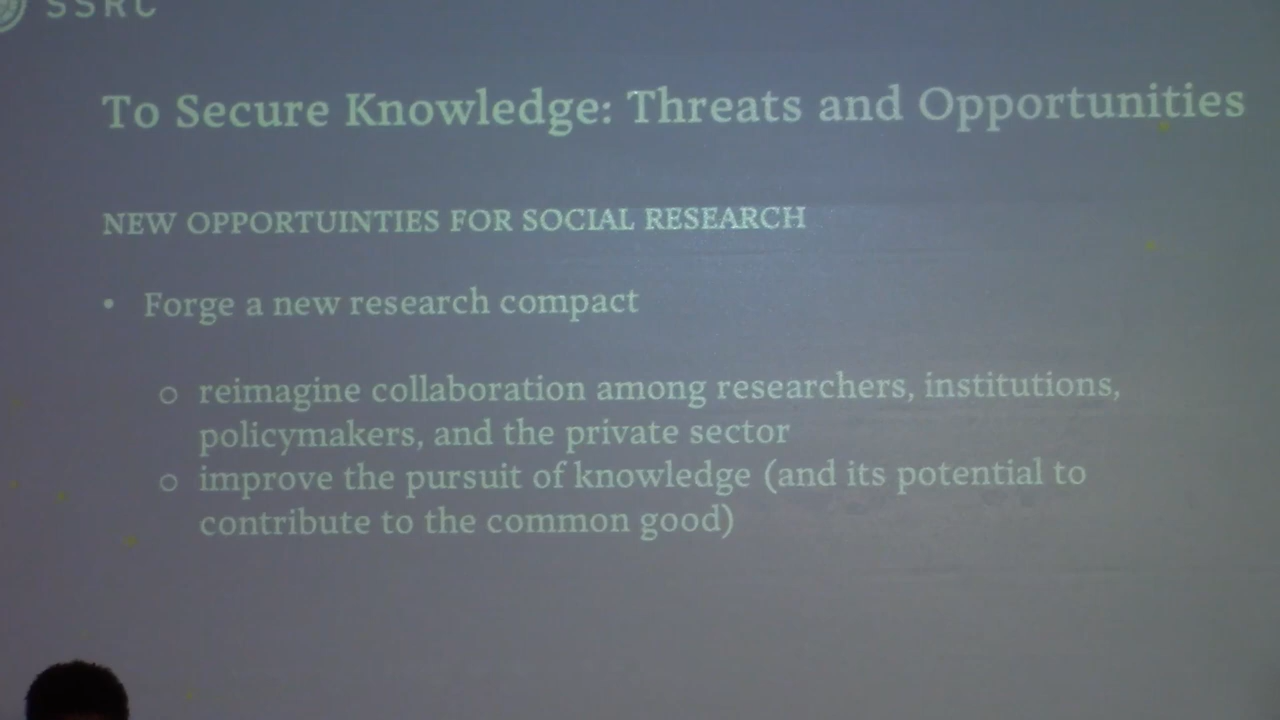 SSRC
To Secure Knowledge: Threats and Opportunities
NEW OPPORTUINTIES FOR SOCIAL RESEARCH
• Forge a new research compact
o reimagine collaboration among researchers, institutions,
policymakers, and the private sector
o improve the pursuit of knowledge (and its potential to
contribute to the common good)